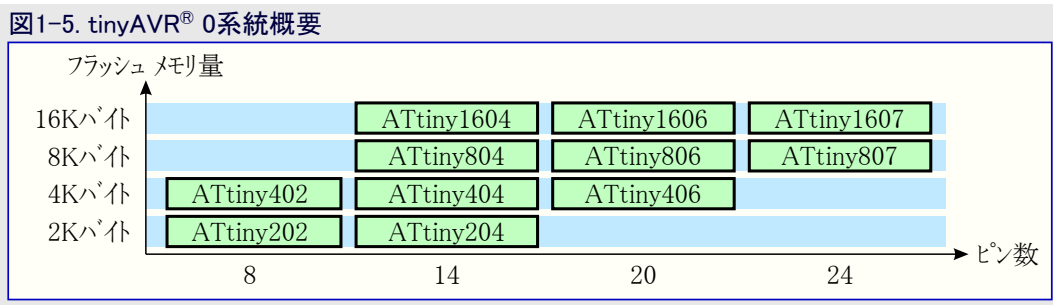 図1-5. tinyAVR® 0系統概要
フラッシュ メモリ量
16Kバイト ATtiny1604 ATtiny1606 ATtiny1607
8Kバイト ATtiny804 ATtiny806 ATtiny807
4Kバイト ATtiny402 ATtiny404 ATtiny406
2Kバイト ATtiny202 ATtiny204
ピン数
8 14 20 24